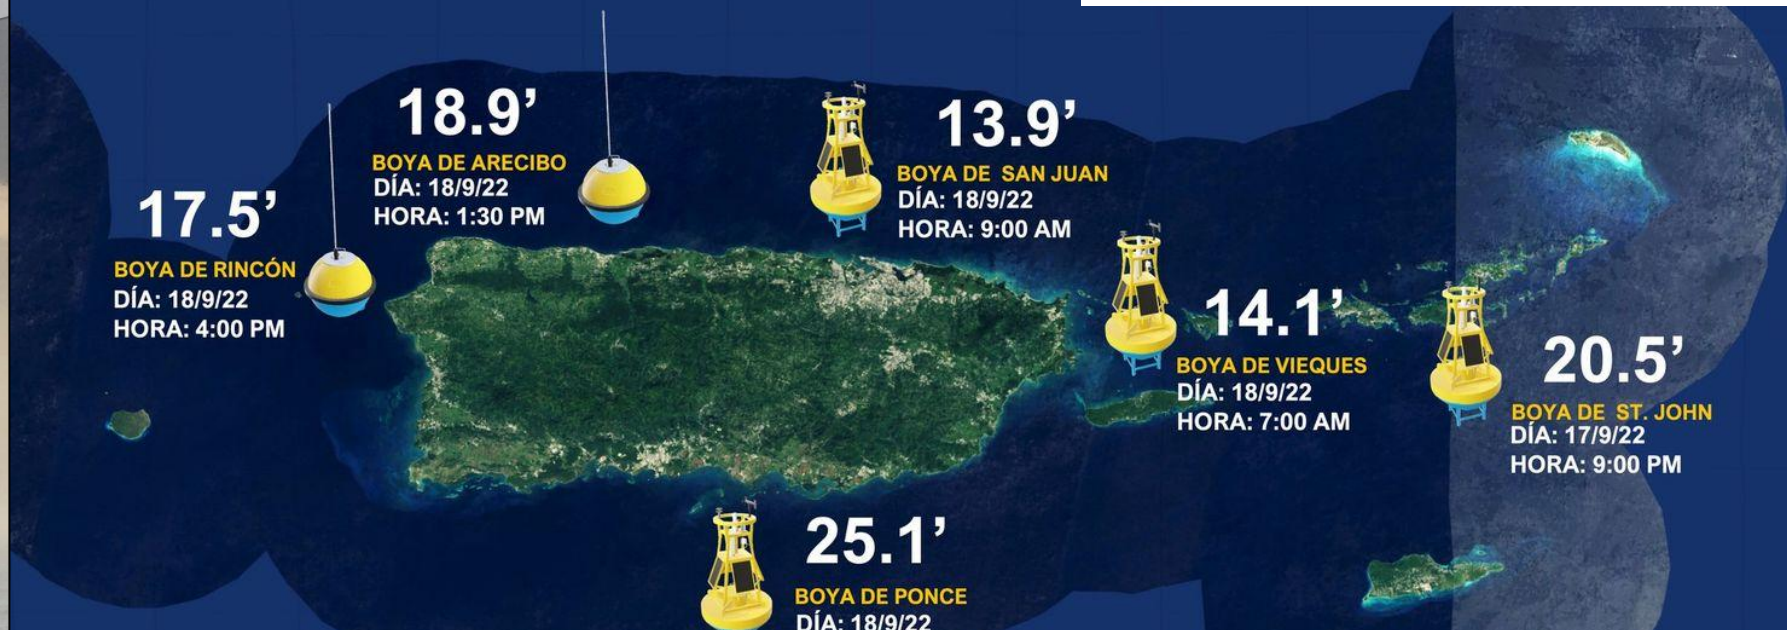 18.9’
BOYA DE ARECIBO
DÍA: 18/9/22
HORA: 1:30 PM
13.9’
BOYA DE SAN JUAN
DÍA: 18/9/22
HORA: 9:00 AM
17.5’
BOYA DE RINCÓN
DÍA: 18/9/22
HORA: 4:00 PM
14.1’
BOYA DE VIEQUES
DÍA: 18/9/22
HORA: 7:00 AM
20.5’
BOYA DE ST. JOHN
DÍA: 17/9/22
HORA: 9:00 PM
25.1’
BOYA DE PONCE
DÍA: 18/9/22